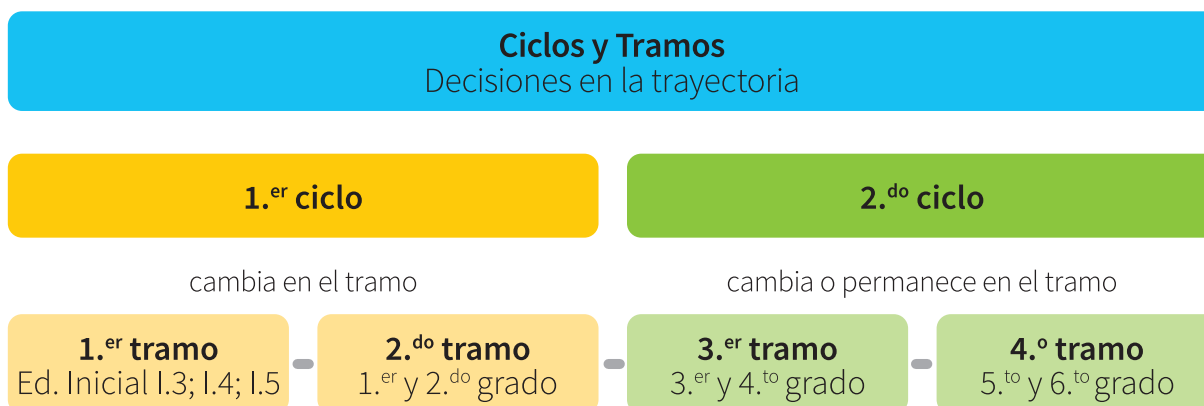 Ciclos y Tramos
Decisiones en la trayectoria
1.er ciclo
2.do ciclo
cambia en el tramo
cambia o permanece en el tramo
1.er tramo
Ed. Inicial I.3; I.4; I.5
2.do tramo
1.er y 2.do grado
3.er tramo
3.er y 4.to grado
4.o tramo
5.to y 6.to grado